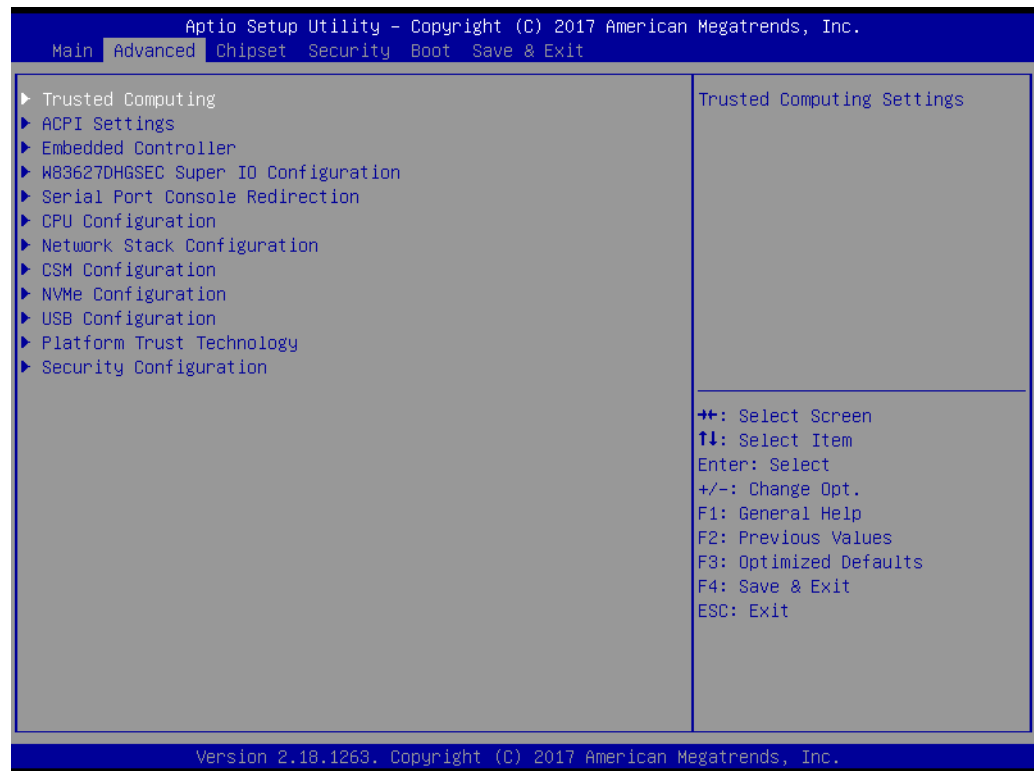 Aptio Setup Utility – Copyright (C) 2017 American Megatrends, Inc.
Main Advanced Chipset Security Boot Save & Exit
▶ Trusted Computing
▶ ACPI Settings
▶ Embedded Controller
▶ W83627DHGSEC Super IO Configuration
▶ Serial Port Console Redirection
▶ CPU Configuration
▶ Network Stack Configuration
▶ CSM Configuration
▶ NVMe Configuration
▶ USB Configuration
▶ Platform Trust Technology
▶ Security Configuration
Trusted Computing Settings
→←: Select Screen
↑↓: Select Item
Enter: Select
+/-: Change Opt.
F1: General Help
F2: Previous Values
F3: Optimized Defaults
F4: Save & Exit
ESC: Exit
Version 2.18.1263. Copyright (C) 2017 American Megatrends, Inc.